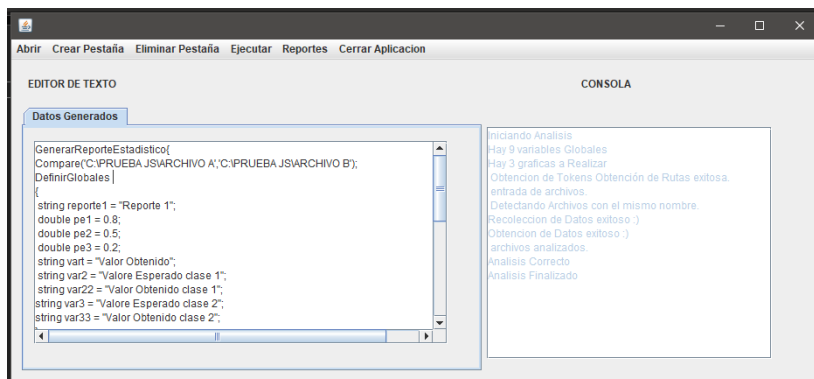 Abrir Crear Pestaña Eliminar Pestaña Ejecutar Reportes Cerrar Aplicacion
EDITOR DE TEXTO
Datos Generados
GenerarReporteEstadistico{
Compare('C:\PRUEBA JS\ARCHIVO A','C:\PRUEBA JS\ARCHIVO B');
DefinirGlobales
{
string reporte1 = "Reporte 1";
double pe1 = 0.8;
double pe2 = 0.5;
double pe3 = 0.2;
string vart = "Valor Obtenido";
string var2 = "Valore Esperado clase 1";
string var22 = "Valor Obtenido clase 1";
string var3 = "Valore Esperado clase 2";
string var33 = "Valor Obtenido clase 2";
CONSOLA
Iniciando Analisis
Hay 9 variables Globales
Hay 3 graficas a Realizar
Obtencion de Tokens Obtención de Rutas exitosa.
entrada de archivos.
Detectando Archivos con el mismo nombre.
Recoleccion de Datos exitoso :)
Obtencion de Datos exitoso :)
archivos analizados.
Analisis Correcto
Analisis Finalizado